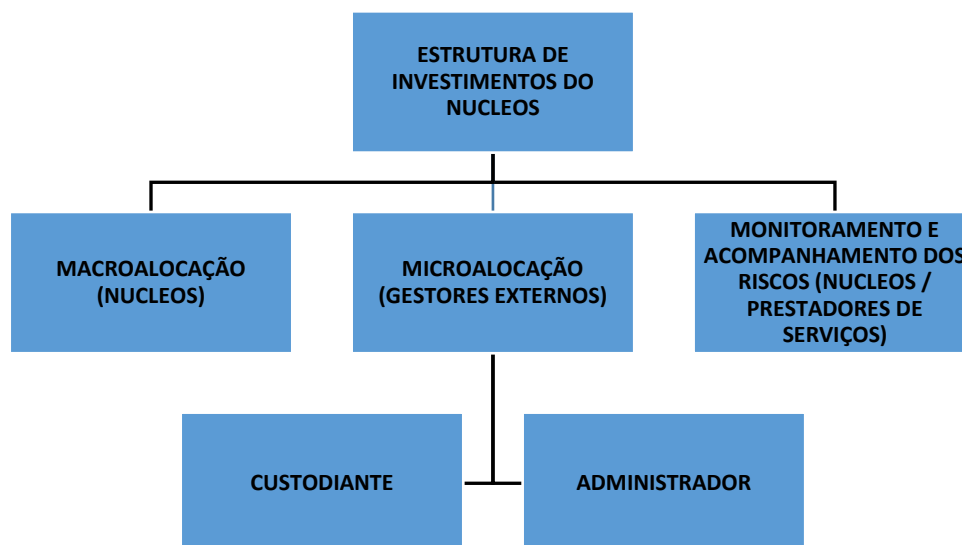 ESTRUTURA DE
INVESTIMENTOS DO
NUCLEOS
MACROALOCAÇÃO
(NUCLEOS)
MICROALOCAÇÃO
(GESTORES EXTERNOS)
MONITORAMENTO E
ACOMPANHAMENTO DOS
RISCOS (NUCLEOS /
PRESTADORES DE
SERVIÇOS)
CUSTODIANTE
ADMINISTRADOR